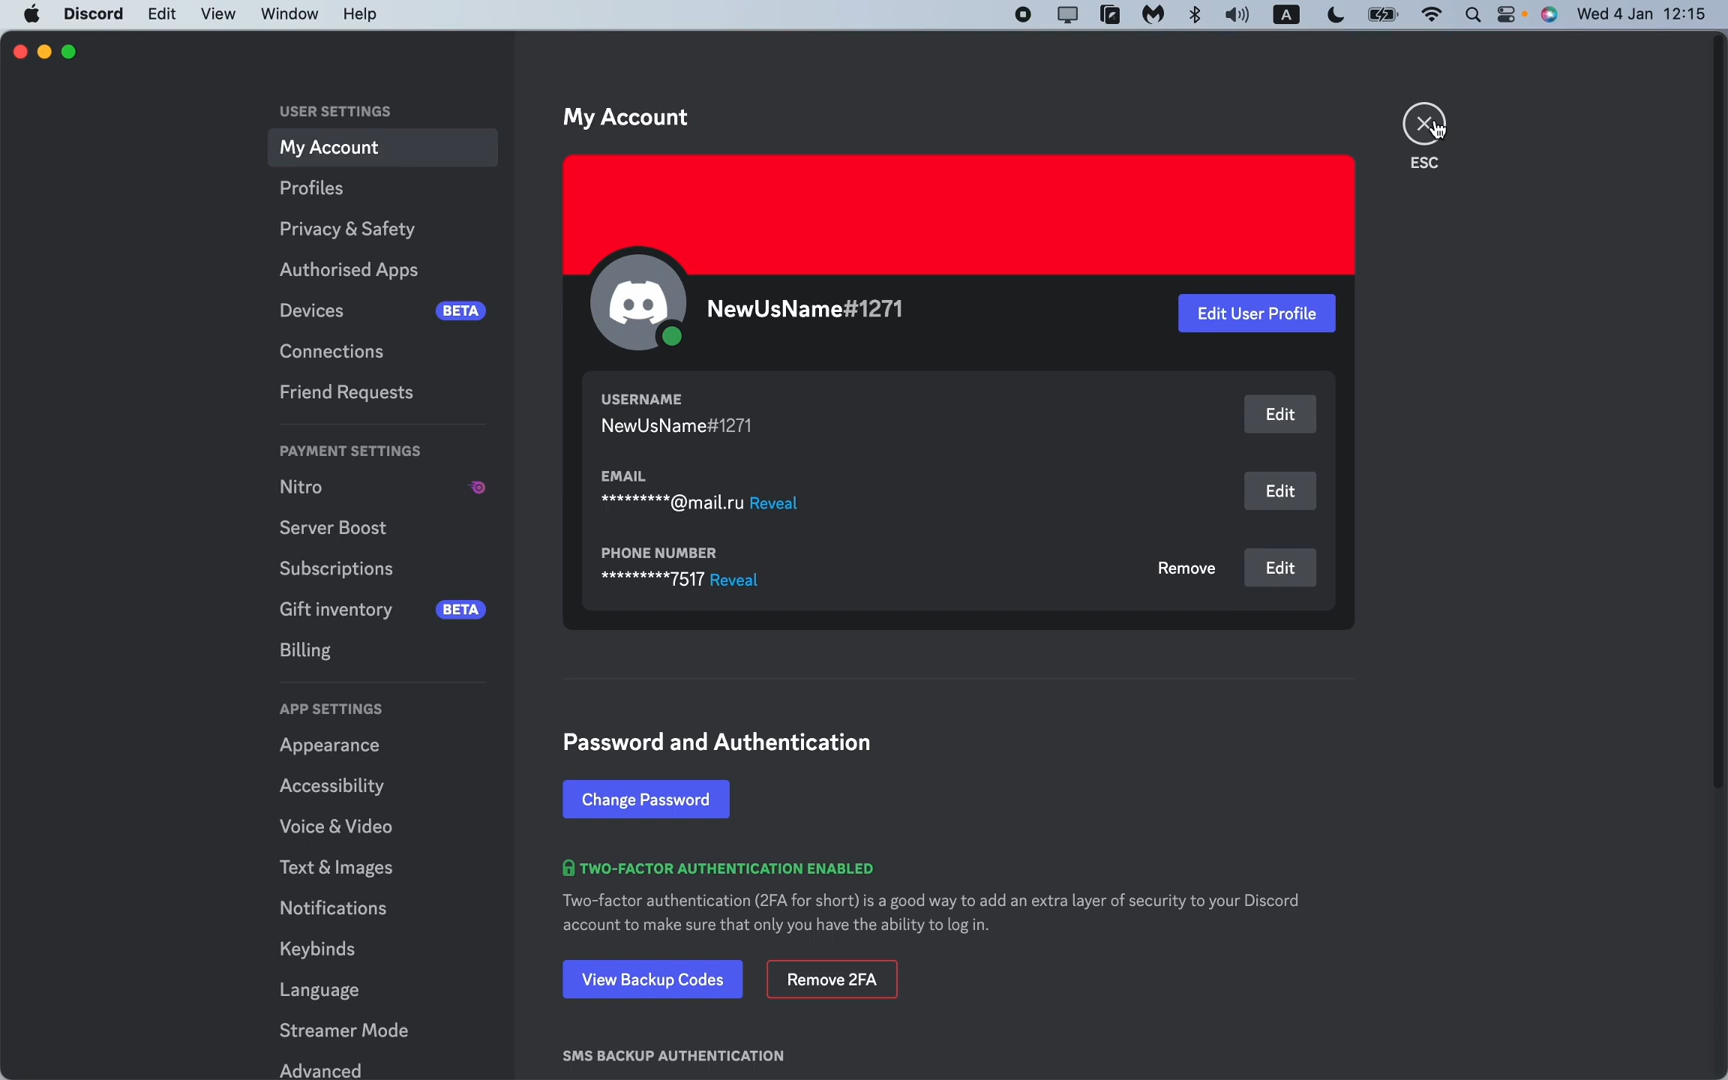 Discord Edit View Window Help A Wed 4 Jan 12:15
USER SETTINGS
My Account
Profiles
Privacy & Safety
Authorised Apps
Devices BETA
Connections
Friend Requests
PAYMENT SETTINGS
Nitro
Server Boost
Subscriptions
Gift inventory BETA
Billing
APP SETTINGS
Appearance
Accessibility
Voice & Video
Text & Images
Notifications
Keybinds
Language
Streamer Mode
Advanced
My Account
ESC
NewUsName#1271
Edit User Profile
USERNAME
NewUsName#1271
Edit
EMAIL
*********@mail.ru Reveal
Edit
PHONE NUMBER
*********7517 Reveal
Remove Edit
Password and Authentication
Change Password
TWO-FACTOR AUTHENTICATION ENABLED
Two-factor authentication (2FA for short) is a good way to add an extra layer of security to your Discord
account to make sure that only you have the ability to log in.
View Backup Codes Remove 2FA
SMS BACKUP AUTHENTICATION